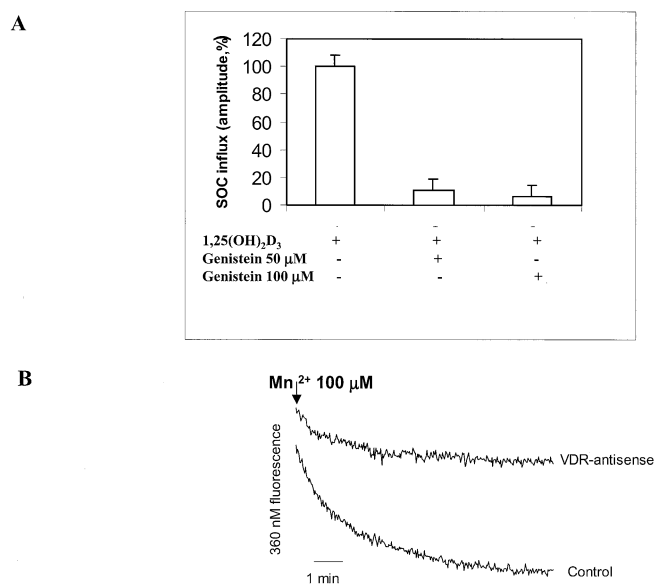 A
SOC influx (amplitude,%)
120
100
80
60
40
20
0
1,25(OH)₂D₃ + + +
Genistein 50 µM - + -
Genistein 100 µM - - +
B
Mn²⁺ 100 µM
360 nM fluorescence
VDR-antisense
Control
1 min